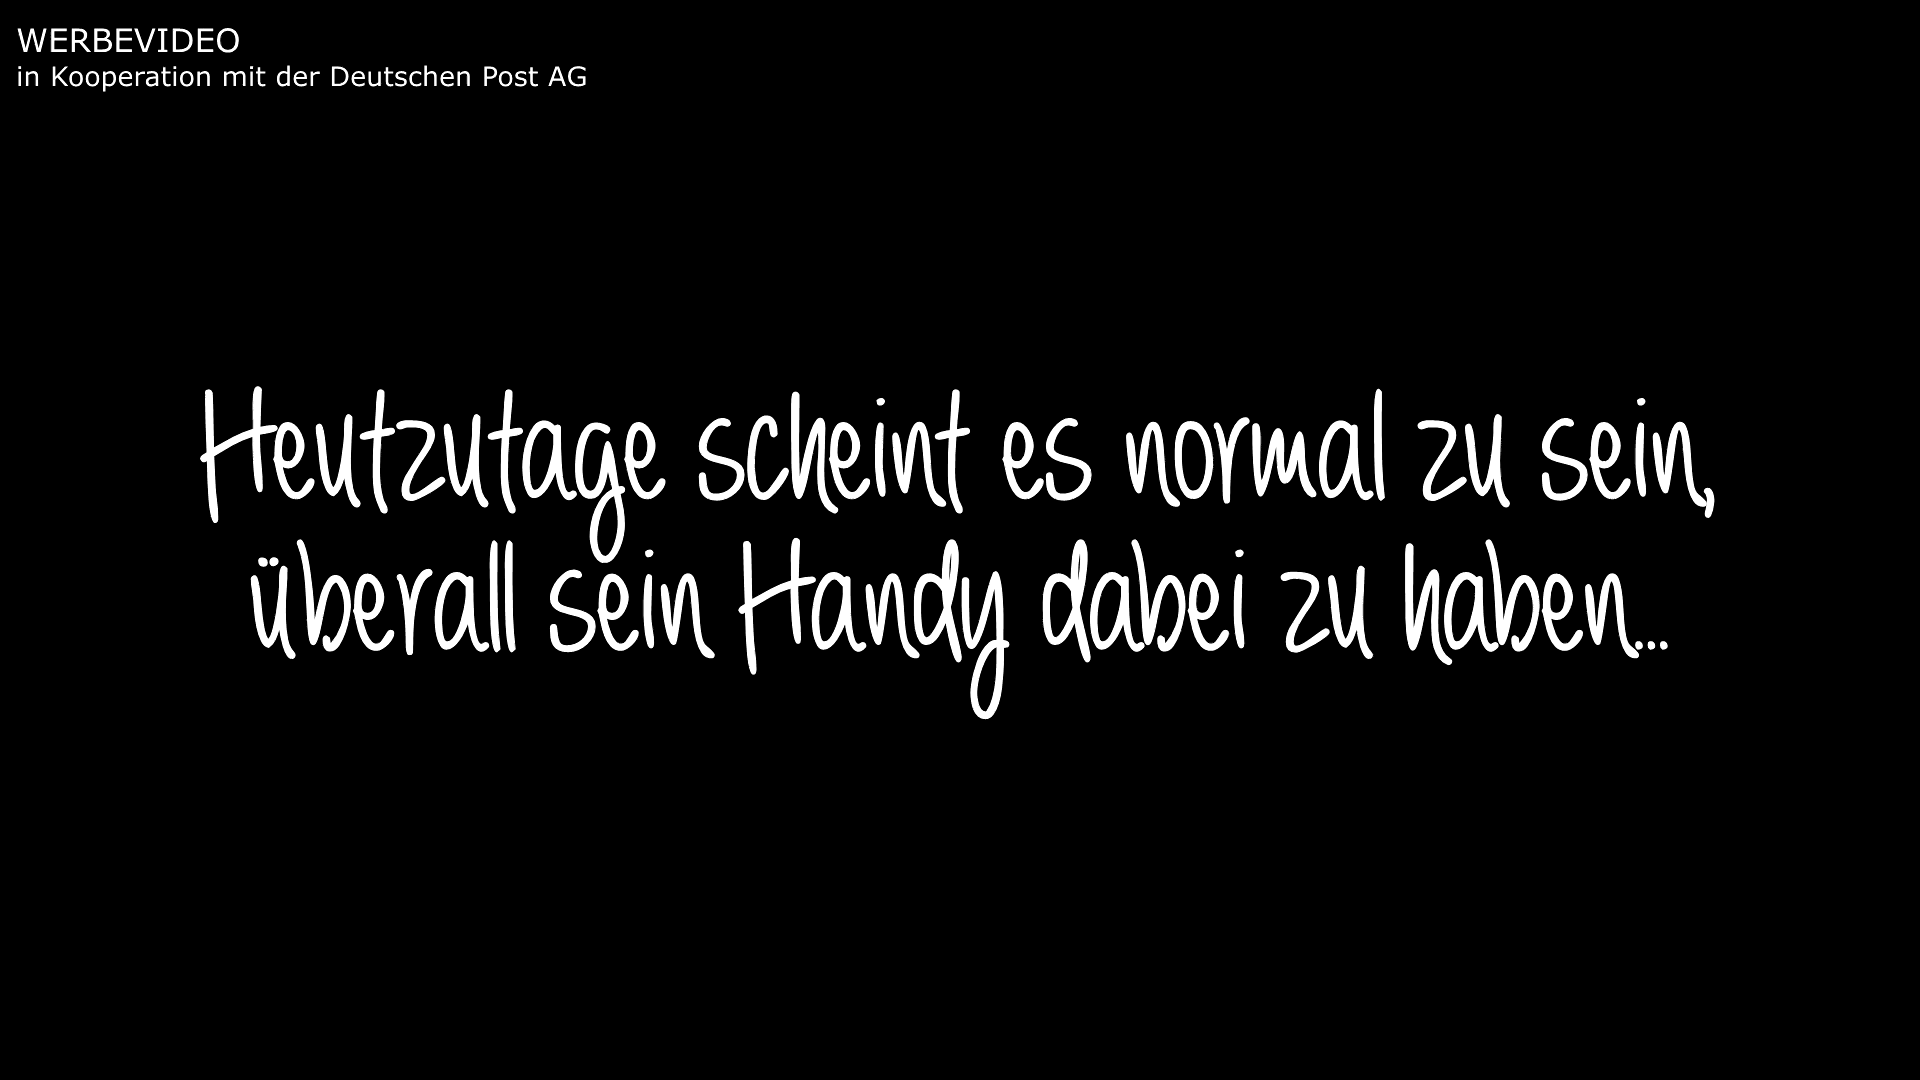 WERBEVIDEO
in Kooperation mit der Deutschen Post AG
Heutzutage scheint es normal zu sein,
überall sein Handy dabei zu haben...